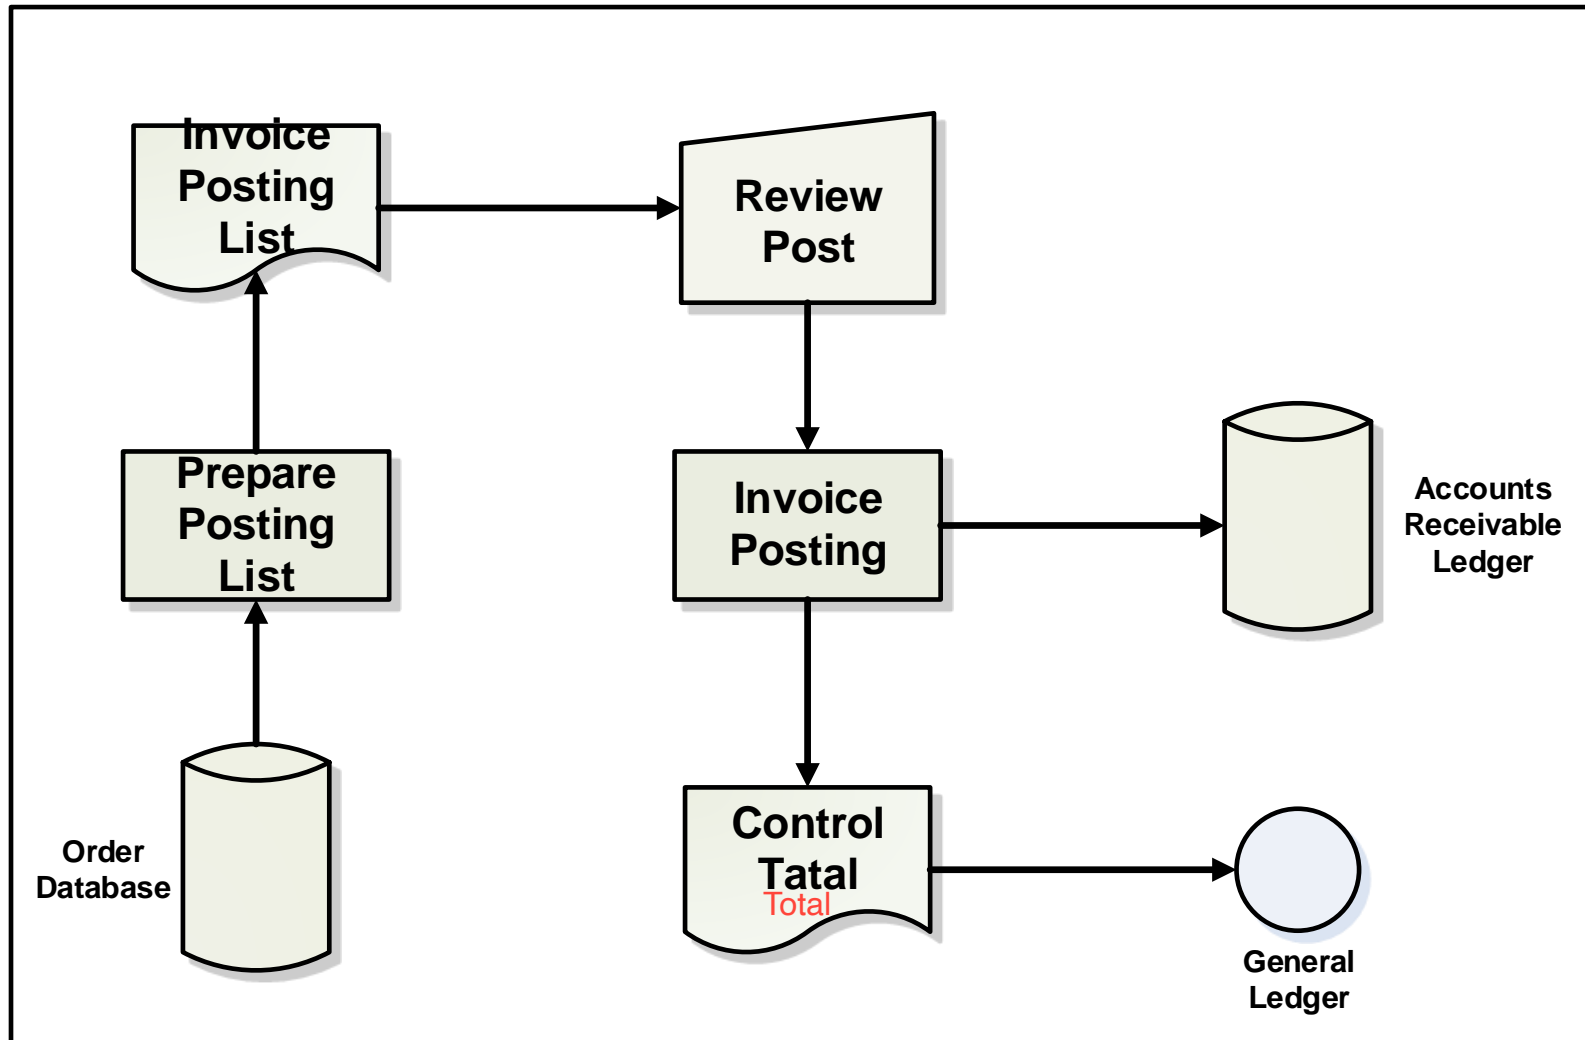 Invoice
Posting
List
Review
Post
Prepare
Posting
List
Invoice
Posting
Accounts
Receivable
Ledger
Order
Database
Control
Tatal
Total
General
Ledger